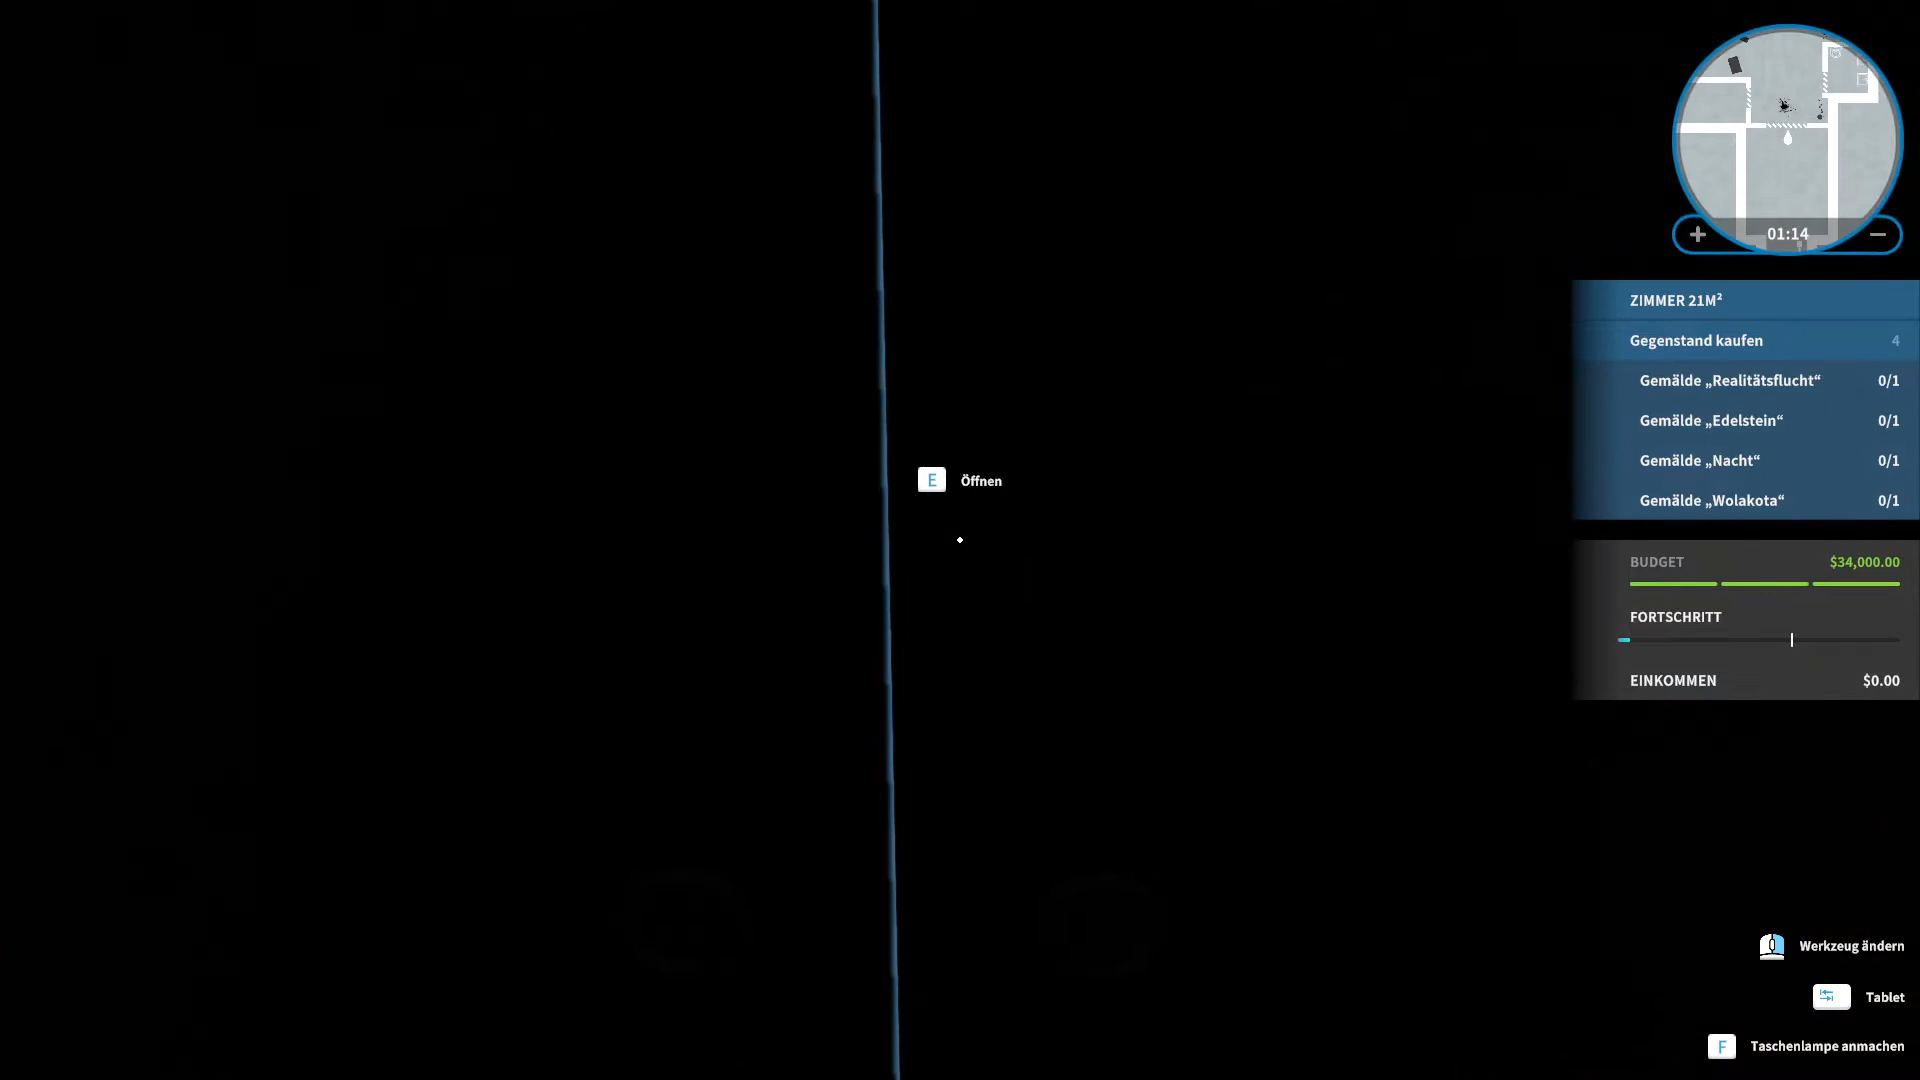 01:14
ZIMMER 21M²
Gegenstand kaufen 4
Gemälde „Realitätsflucht“ 0/1
Gemälde „Edelstein“ 0/1
Gemälde „Nacht“ 0/1
Gemälde „Wolakota“ 0/1
E Öffnen
BUDGET $34,000.00
FORTSCHRITT
EINKOMMEN $0.00
Werkzeug ändern
Tablet
F Taschenlampe anmachen